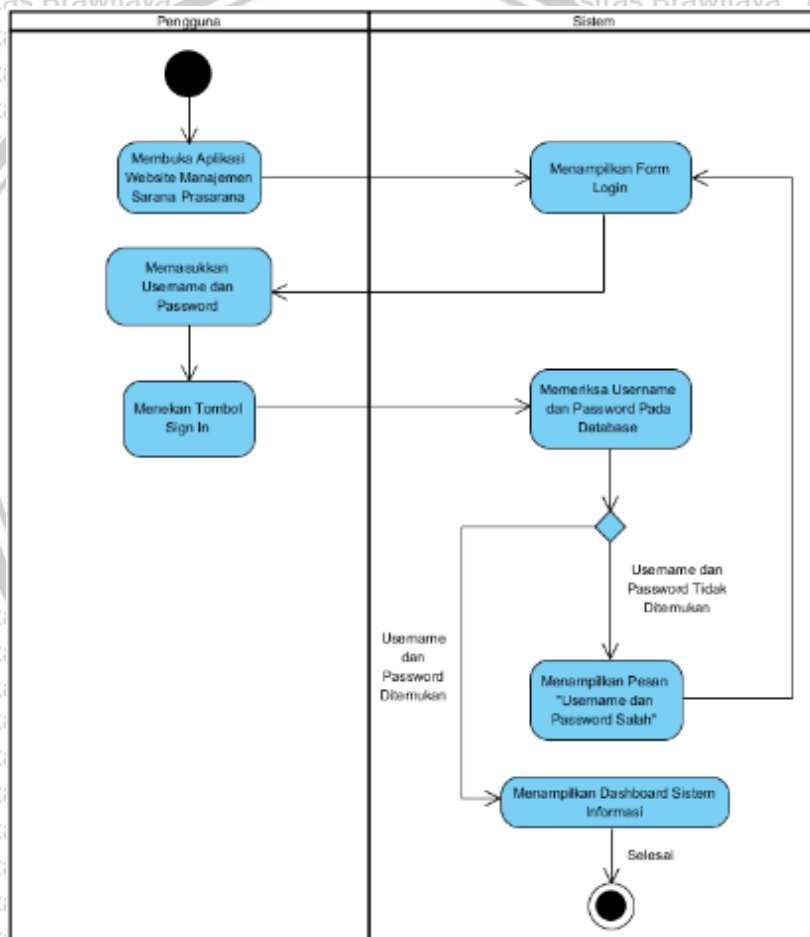 Pengguna
Sistem
Membuka Aplikasi
Website Manajemen
Sarana Prasarana
Menampilkan Form
Login
Memasukkan
Username dan
Password
Menekan Tombol
Sign In
Memeriksa Username
dan Password Pada
Database
Username dan
Password Tidak
Ditemukan
Username
dan
Password
Ditemukan
Menampilkan Pesan
"Username dan
Password Salah"
Menampilkan Dashboard Sistem
Informasi
Selesai